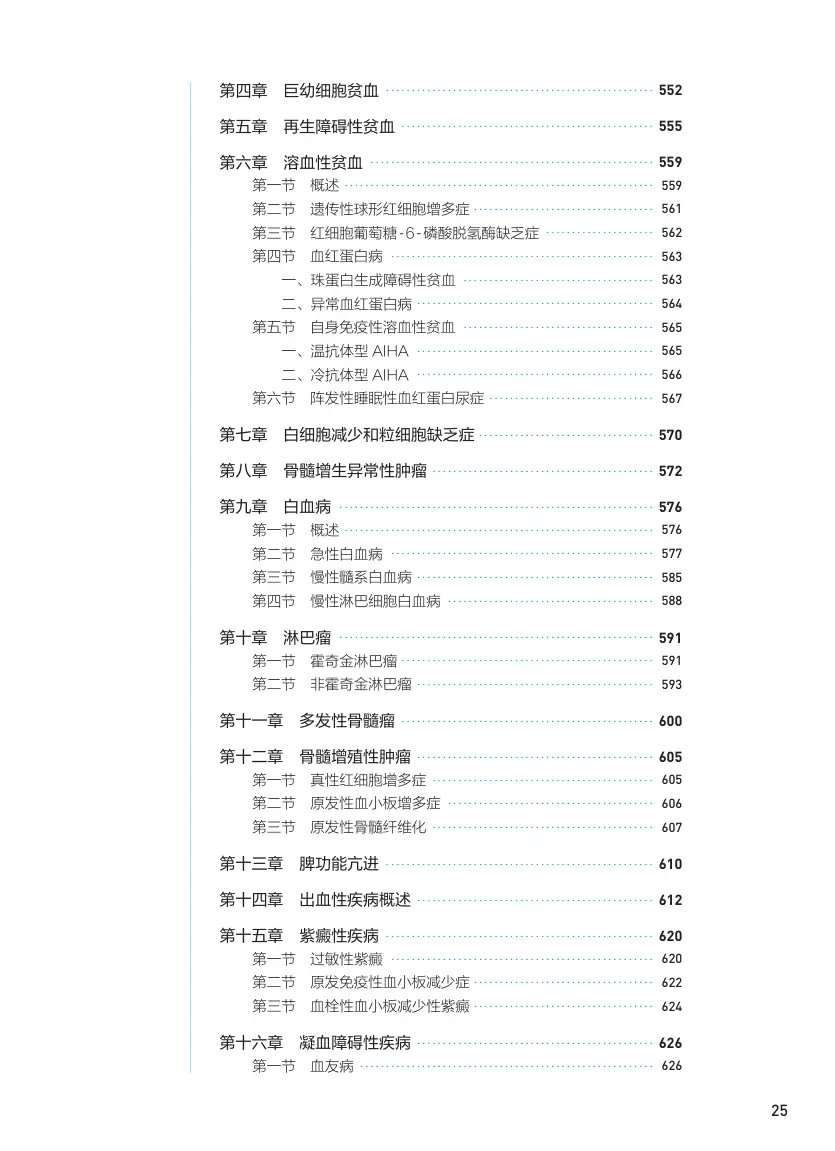 第四章　巨幼细胞贫血 552
第五章　再生障碍性贫血 555
第六章　溶血性贫血 559
第一节　概述 559
第二节　遗传性球形红细胞增多症 561
第三节　红细胞葡萄糖-6-磷酸脱氢酶缺乏症 562
第四节　血红蛋白病 563
一、珠蛋白生成障碍性贫血 563
二、异常血红蛋白病 564
第五节　自身免疫性溶血性贫血 565
一、温抗体型 AIHA 565
二、冷抗体型 AIHA 566
第六节　阵发性睡眠性血红蛋白尿症 567
第七章　白细胞减少和粒细胞缺乏症 570
第八章　骨髓增生异常性肿瘤 572
第九章　白血病 576
第一节　概述 576
第二节　急性白血病 577
第三节　慢性髓系白血病 585
第四节　慢性淋巴细胞白血病 588
第十章　淋巴瘤 591
第一节　霍奇金淋巴瘤 591
第二节　非霍奇金淋巴瘤 593
第十一章　多发性骨髓瘤 600
第十二章　骨髓增殖性肿瘤 605
第一节　真性红细胞增多症 605
第二节　原发性血小板增多症 606
第三节　原发性骨髓纤维化 607
第十三章　脾功能亢进 610
第十四章　出血性疾病概述 612
第十五章　紫癜性疾病 620
第一节　过敏性紫癜 620
第二节　原发免疫性血小板减少症 622
第三节　血栓性血小板减少性紫癜 624
第十六章　凝血障碍性疾病 626
第一节　血友病 626
25